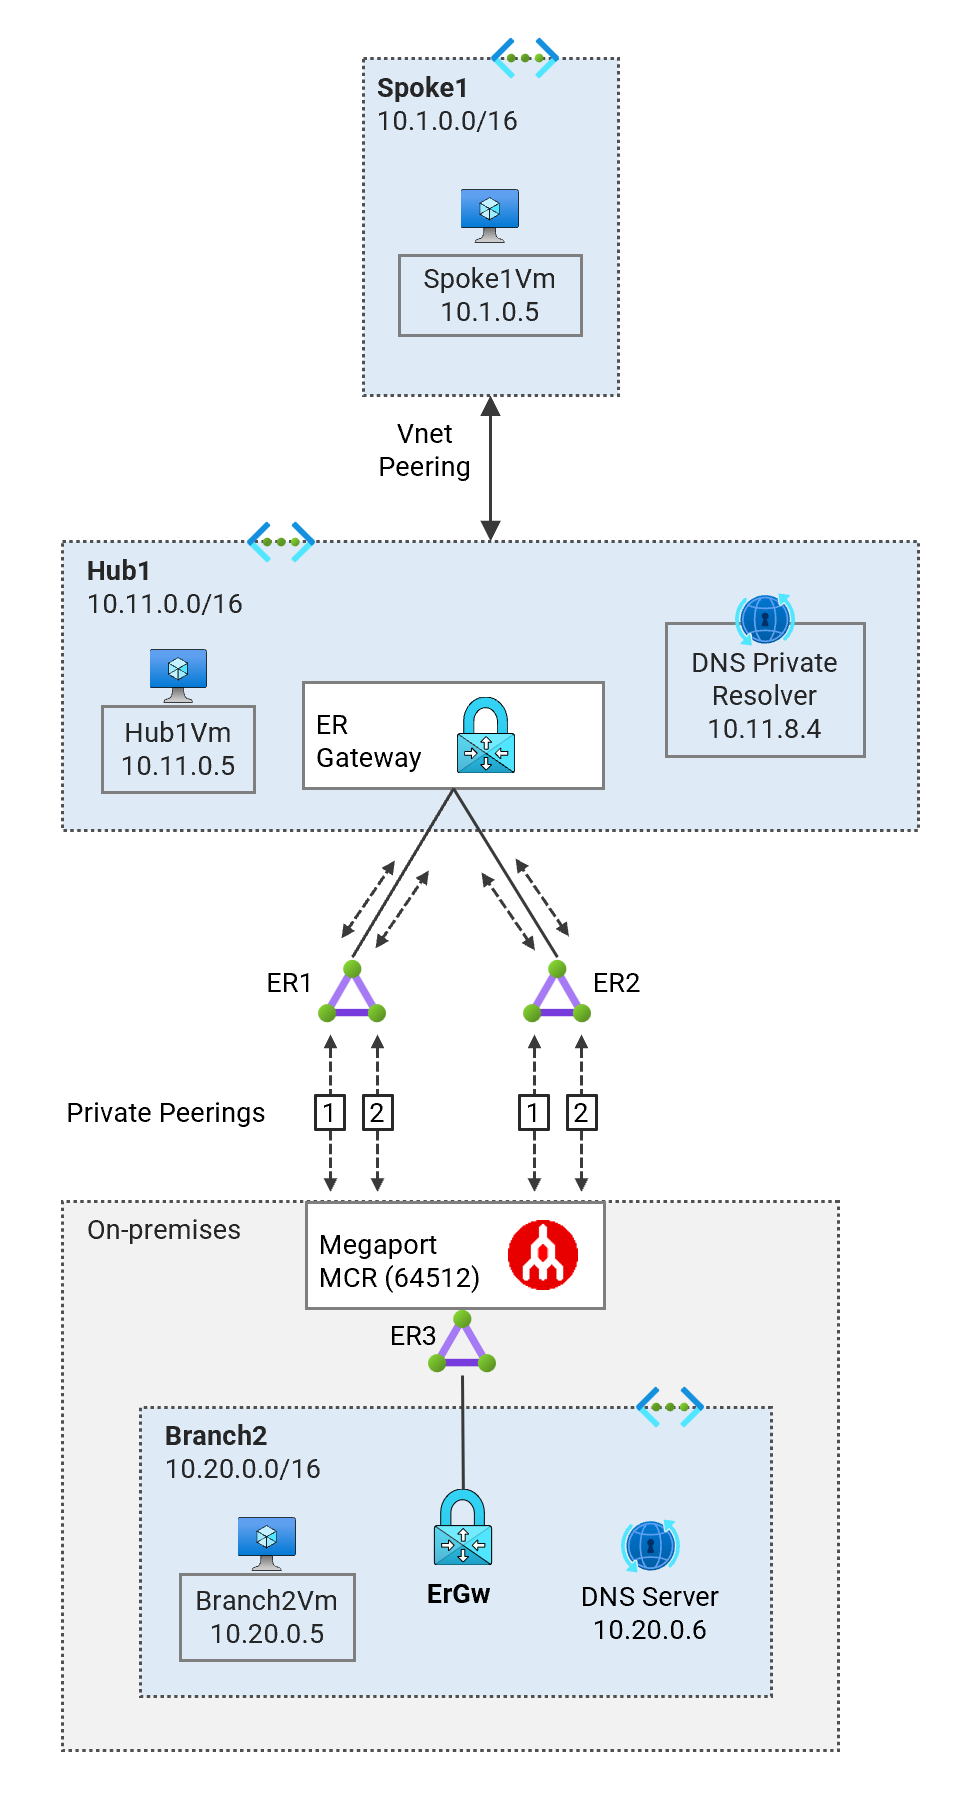 Spoke1
10.1.0.0/16
Spoke1Vm
10.1.0.5
Vnet
Peering
Hub1
10.11.0.0/16
Hub1Vm
10.11.0.5
ER
Gateway
DNS Private
Resolver
10.11.8.4
ER1
ER2
Private Peerings
1
2
1
2
On-premises
Megaport
MCR (64512)
ER3
Branch2
10.20.0.0/16
Branch2Vm
10.20.0.5
ErGw
DNS Server
10.20.0.6